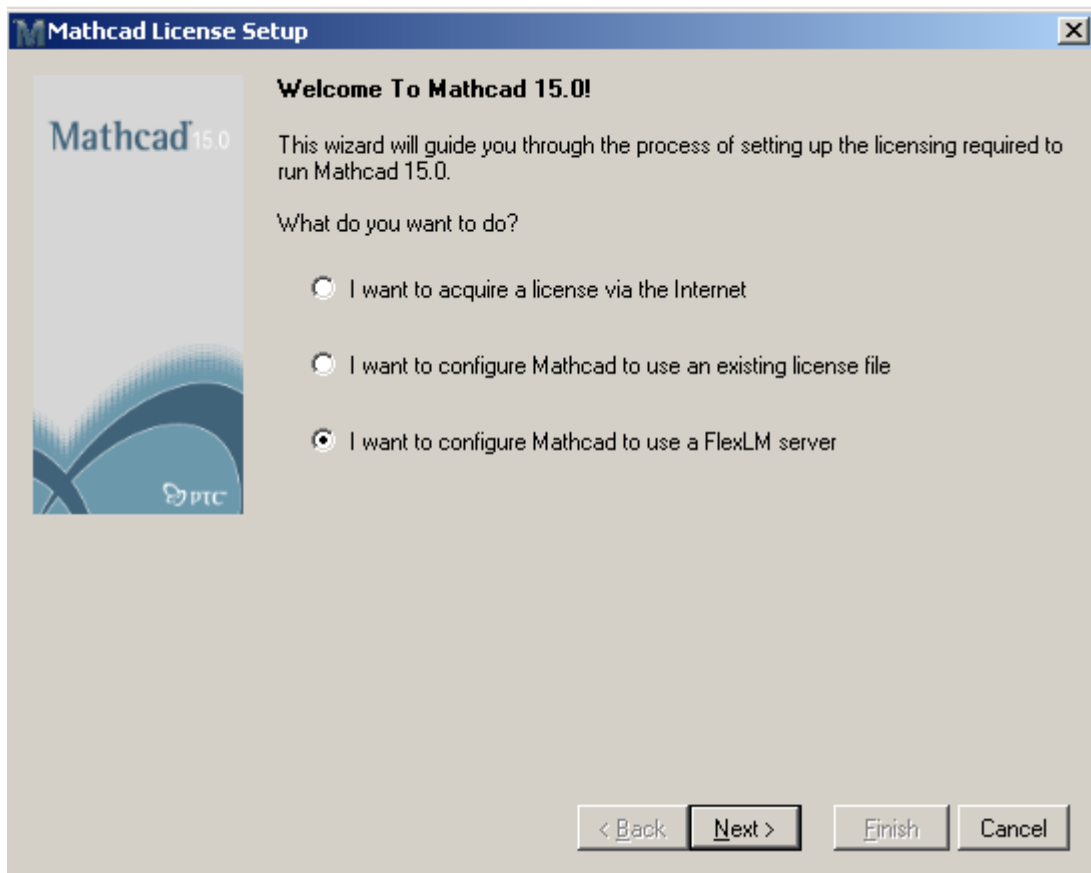 Mathcad License Setup
Welcome To Mathcad 15.0!
Mathcad 15.0
This wizard will guide you through the process of setting up the licensing required to
run Mathcad 15.0.
What do you want to do?
I want to acquire a license via the Internet
I want to configure Mathcad to use an existing license file
I want to configure Mathcad to use a FlexLM server
PTC
< Back Next > Finish Cancel